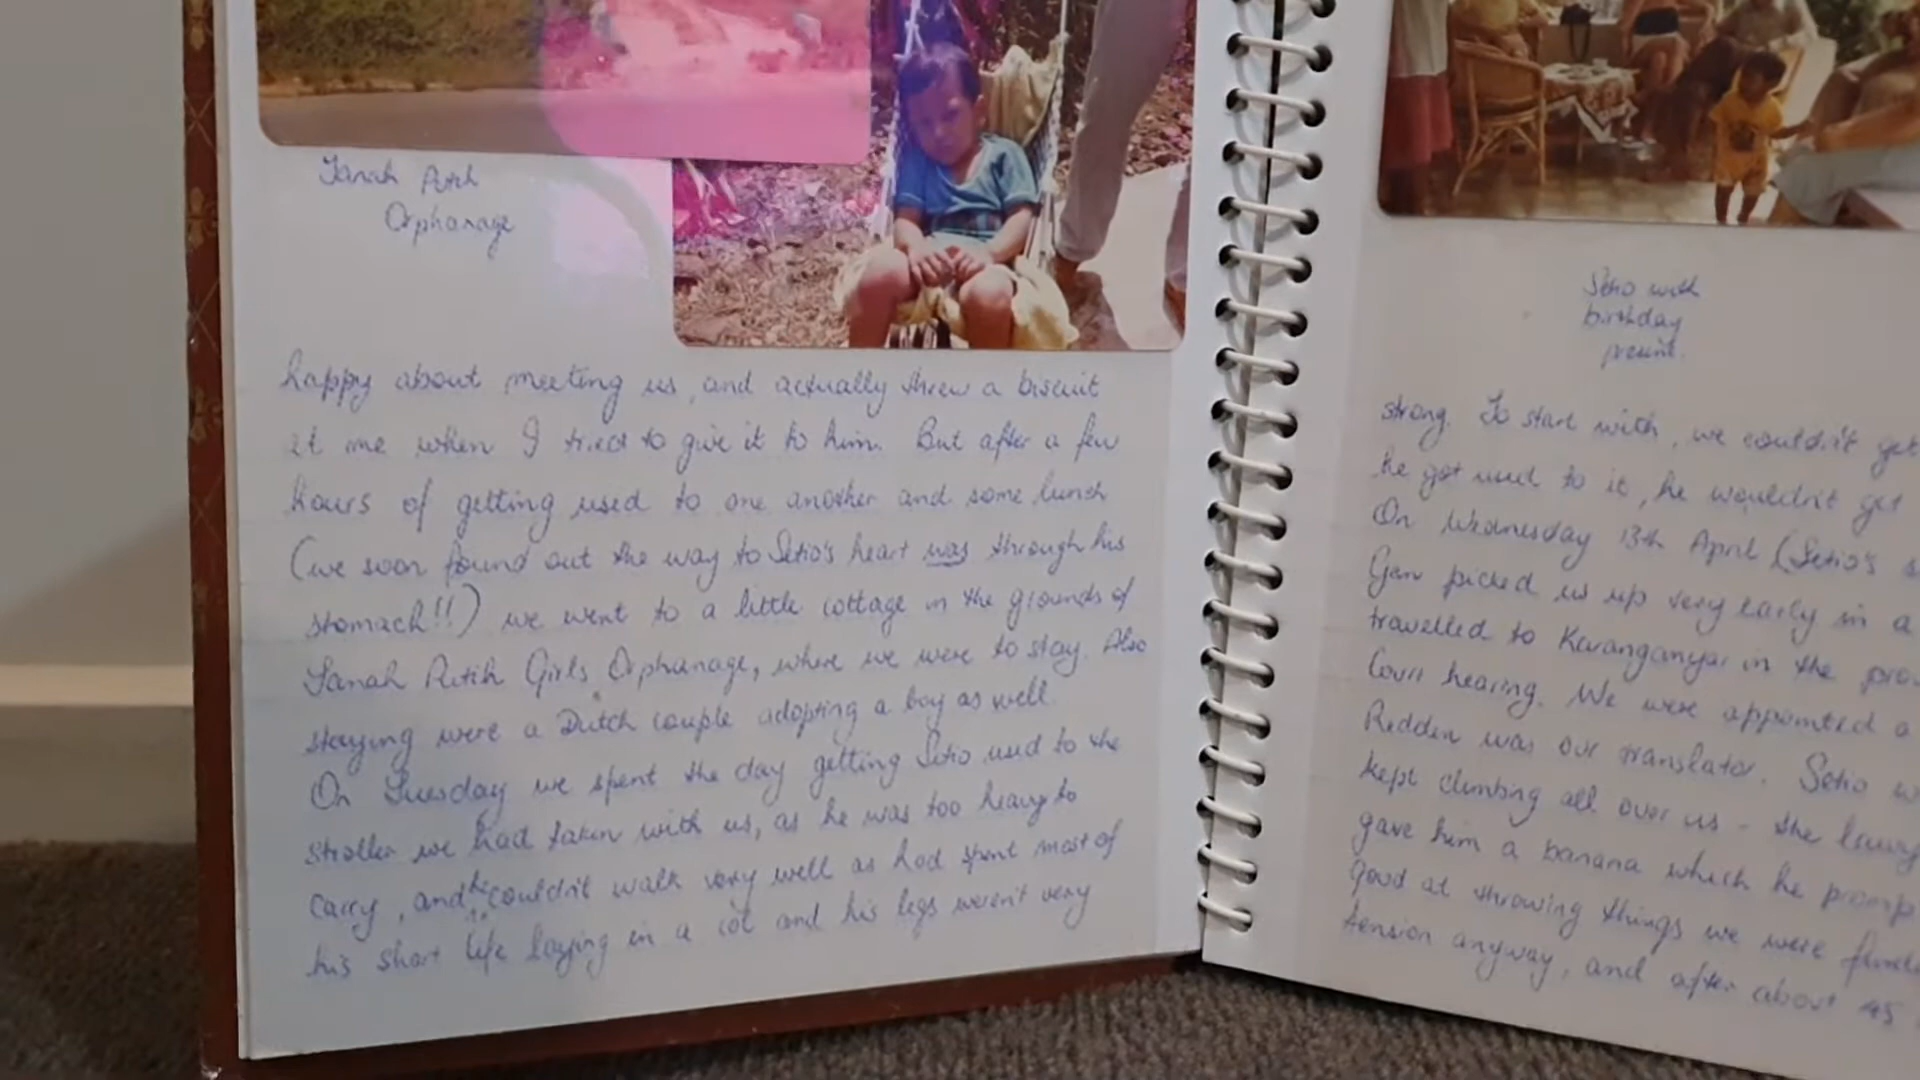 Tanah Putih
Orphanage
happy about meeting us, and actually threw a biscuit
at me when I tried to give it to him. But after a few
hours of getting used to one another and some lunch
(we soon found out the way to Setio's heart was through his
stomach!!) we went to a little cottage in the grounds of
Tanah Putih Girls Orphanage, where we were to stay. Also
staying were a Dutch couple adopting a boy as well.
On Tuesday we spent the day getting Setio used to the
stroller we had taken with us, as he was too heavy to
carry, and he couldn't walk very well as had spent most of
his short life laying in a cot and his legs weren't very
Setio with
birthday
present.
strong. To start with, we couldn't get
he got used to it, he wouldn't get
On Wednesday 13th April (Setio's
Gan picked us up very early in a
travelled to Karanganyar in the
Court hearing. We were appointed a
Redden was our translator. Setio
kept climbing all over us - the
gave him a banana which he
good at throwing things we were
tension anyway, and after about 45